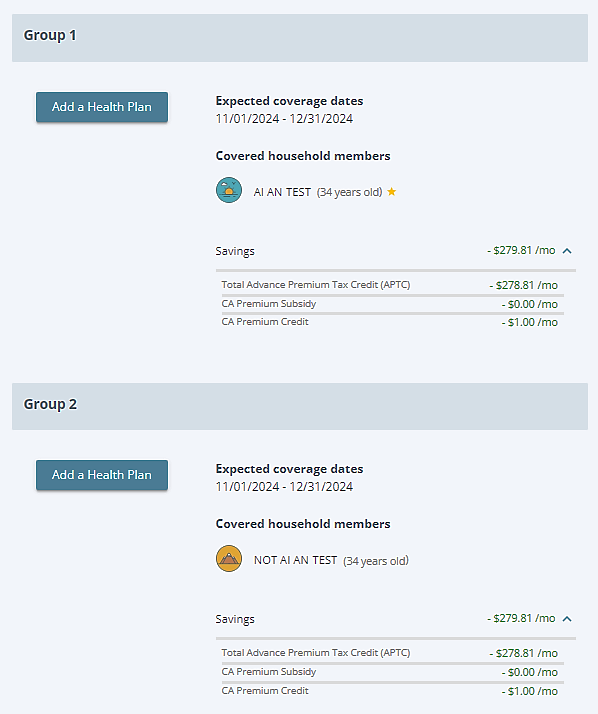 Group 1
Add a Health Plan
Expected coverage dates
11/01/2024 - 12/31/2024
Covered household members
AI AN TEST (34 years old)
Savings - $279.81 /mo
Total Advance Premium Tax Credit (APTC) - $278.81 /mo
CA Premium Subsidy - $0.00 /mo
CA Premium Credit - $1.00 /mo
Group 2
Add a Health Plan
Expected coverage dates
11/01/2024 - 12/31/2024
Covered household members
NOT AI AN TEST (34 years old)
Savings - $279.81 /mo
Total Advance Premium Tax Credit (APTC) - $278.81 /mo
CA Premium Subsidy - $0.00 /mo
CA Premium Credit - $1.00 /mo